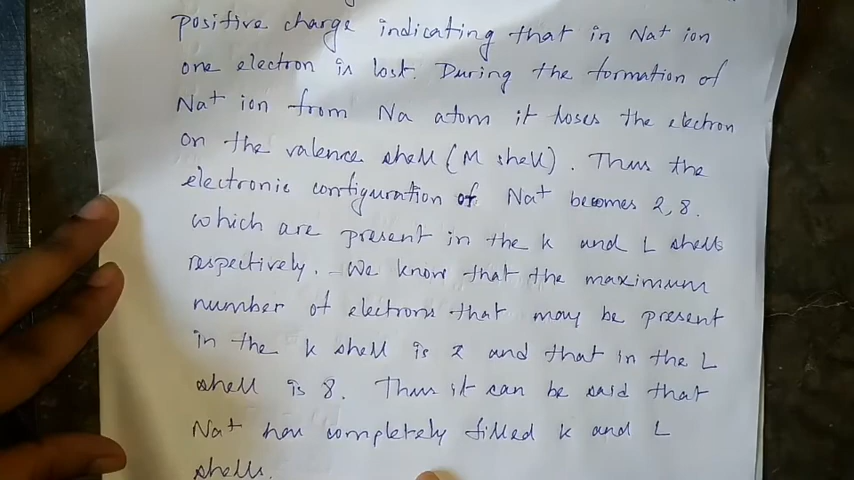 positive charge indicating that in Na+ ion
one electron is lost. During the formation of
Na+ ion from Na atom it loses the electron
on the valence shell (M shell). Thus the
electronic configuration of Na+ becomes 2, 8.
which are present in the K and L shells
respectively. We know that the maximum
number of electrons that may be present
in the K shell is 2 and that in the L
shell is 8. Thus it can be said that
Na+ has completely filled K and L
shells.